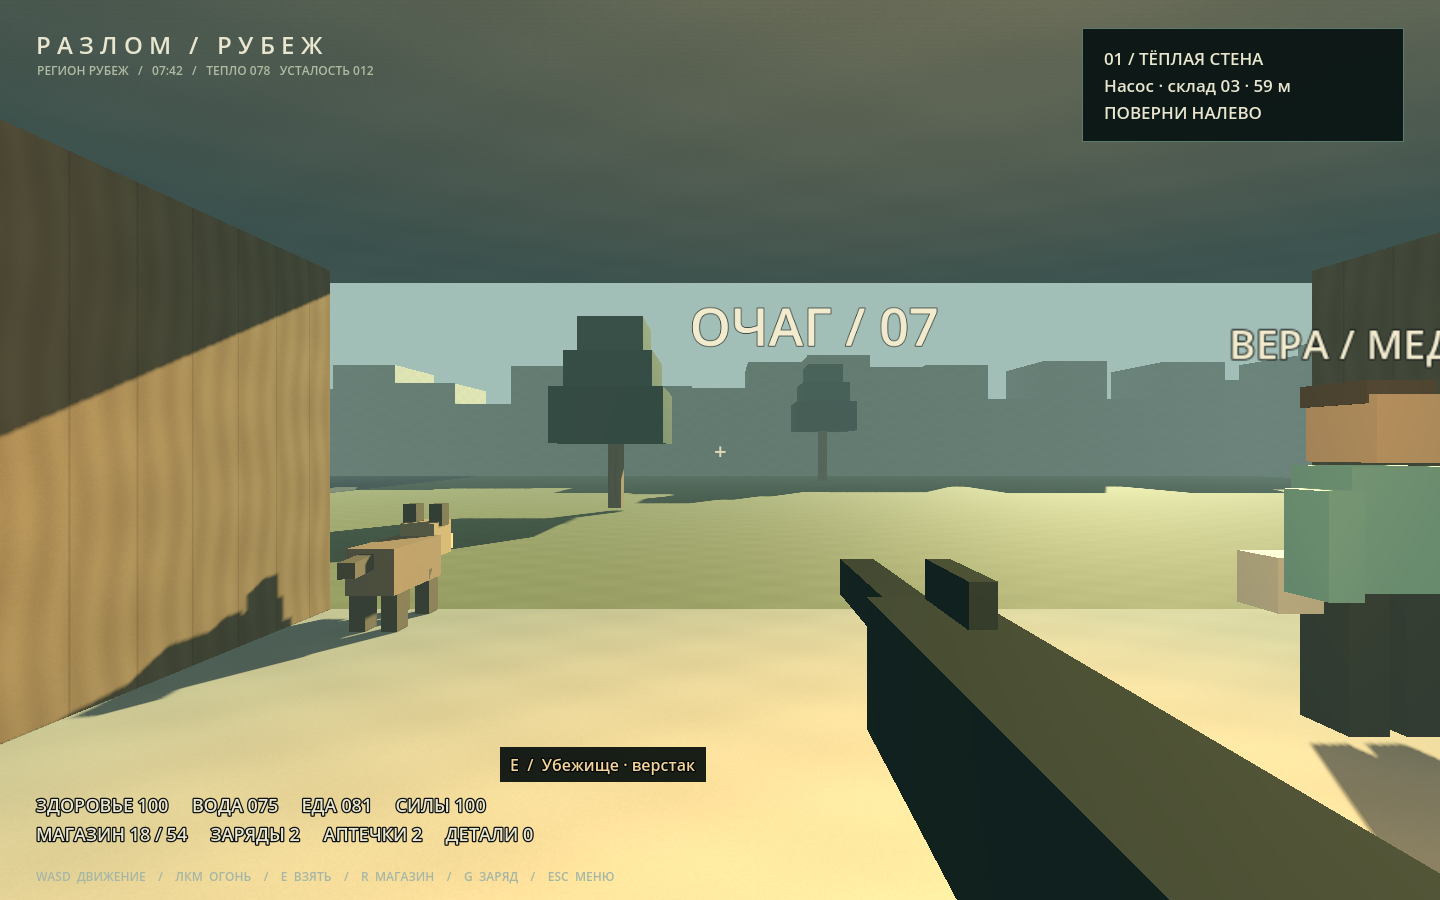 РАЗЛОМ / РУБЕЖ
РЕГИОН РУБЕЖ / 07:42 / ТЕПЛО 078 УСТАЛОСТЬ 012
01 / ТЁПЛАЯ СТЕНА
Насос · склад 03 · 59 м
ПОВЕРНИ НАЛЕВО
ОЧАГ / 07
ВЕРА /
E / Убежище · верстак
ЗДОРОВЬЕ 100 ВОДА 075 ЕДА 081 СИЛЫ 100
МАГАЗИН 18 / 54 ЗАРЯДЫ 2 АПТЕЧКИ 2 ДЕТАЛИ 0
WASD ДВИЖЕНИЕ / ЛКМ ОГОНЬ / E ВЗЯТЬ / R МАГАЗИН / G ЗАРЯД / ESC МЕНЮ